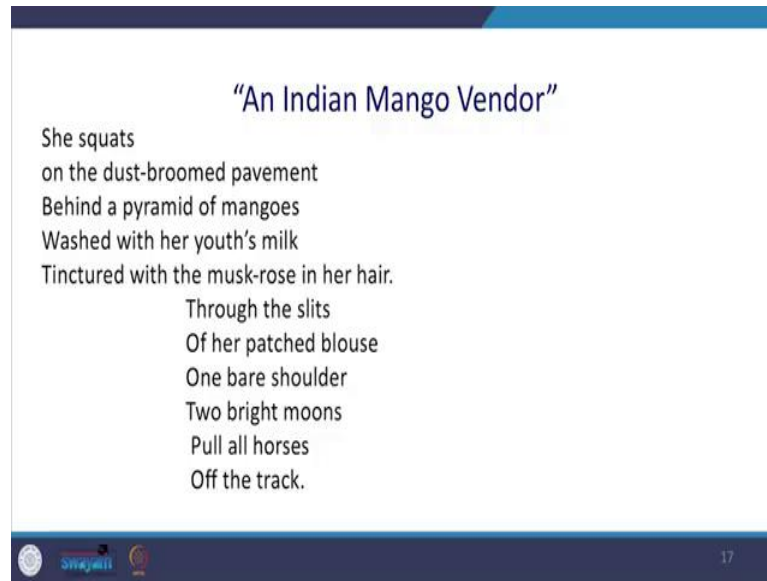 “An Indian Mango Vendor”
She squats
on the dust-broomed pavement
Behind a pyramid of mangoes
Washed with her youth’s milk
Tinctured with the musk-rose in her hair.
Through the slits
Of her patched blouse
One bare shoulder
Two bright moons
Pull all horses
Off the track.
swayam
17